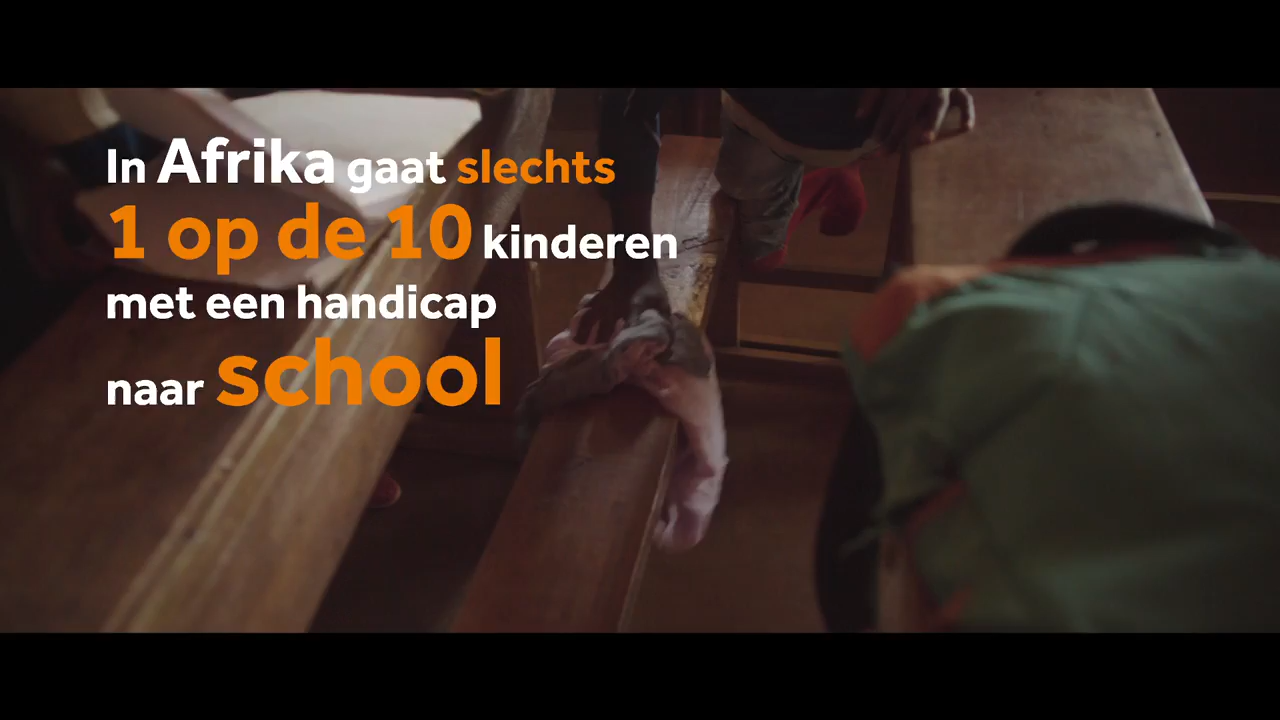 In Afrika gaat slechts
1 op de 10 kinderen
met een handicap
naar school